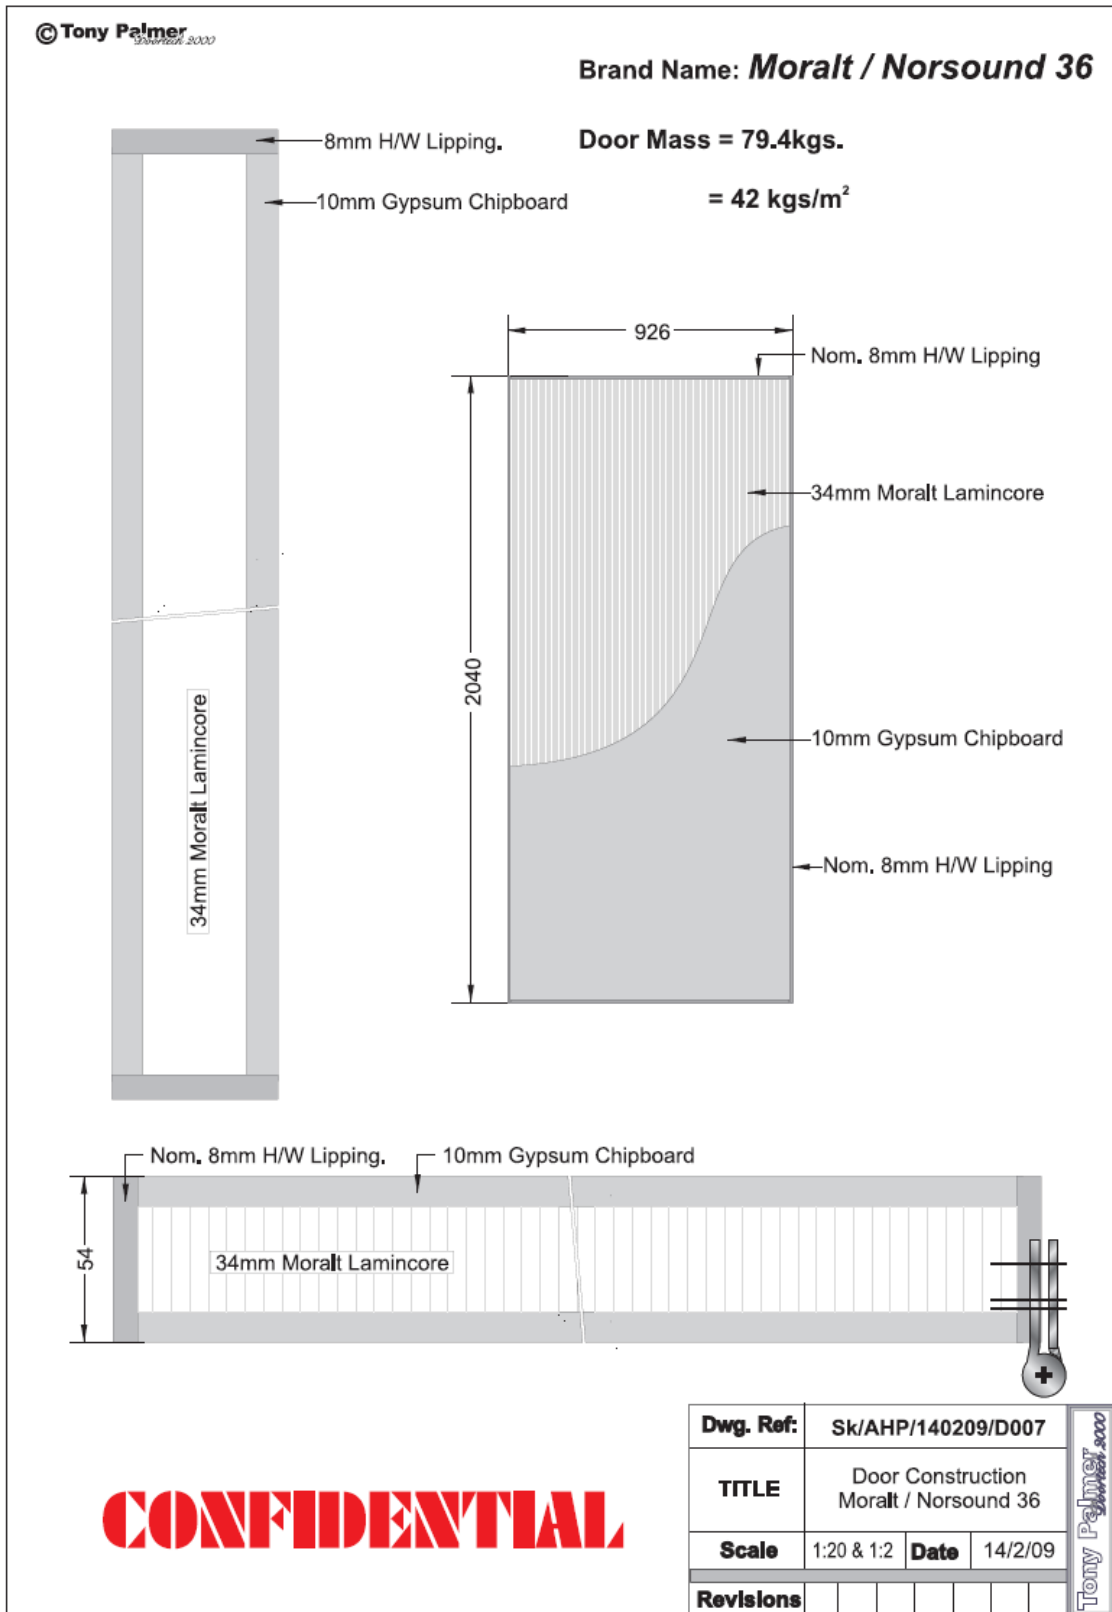 © Tony Palmer
Doortech 2000
Brand Name: Moralt / Norsound 36
8mm H/W Lipping.
Door Mass = 79.4kgs.
10mm Gypsum Chipboard
= 42 kgs/m²
926
Nom. 8mm H/W Lipping
34mm Moralt Lamincore
2040
10mm Gypsum Chipboard
34mm Moralt Lamincore
Nom. 8mm H/W Lipping
Nom. 8mm H/W Lipping.
10mm Gypsum Chipboard
54
34mm Moralt Lamincore
Dwg. Ref: Sk/AHP/140209/D007
TITLE Door Construction
Moralt / Norsound 36
Scale 1:20 & 1:2 Date 14/2/09
Revisions
Tony Palmer
Doortech 2000
CONFIDENTIAL